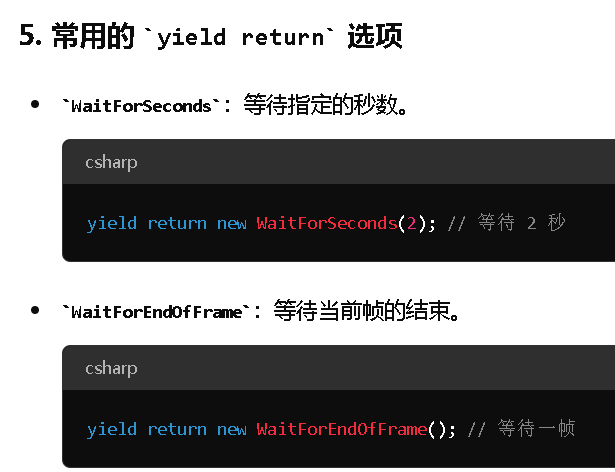 5. 常用的 `yield return` 选项
• `WaitForSeconds`：等待指定的秒数。
csharp
yield return new WaitForSeconds(2); // 等待 2 秒
• `WaitForEndOfFrame`：等待当前帧的结束。
csharp
yield return new WaitForEndOfFrame(); // 等待一帧